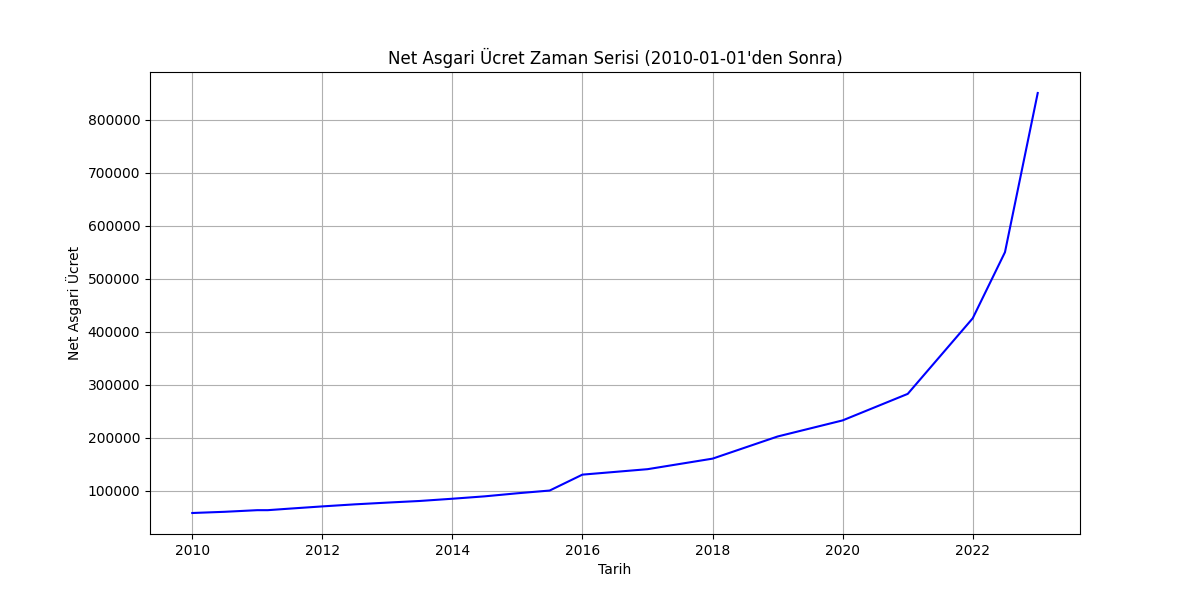 Net Asgari Ücret Zaman Serisi (2010-01-01'den Sonra)
800000
700000
600000
500000
400000
300000
200000
100000
Net Asgari Ücret
2010 2012 2014 2016 2018 2020 2022
Tarih